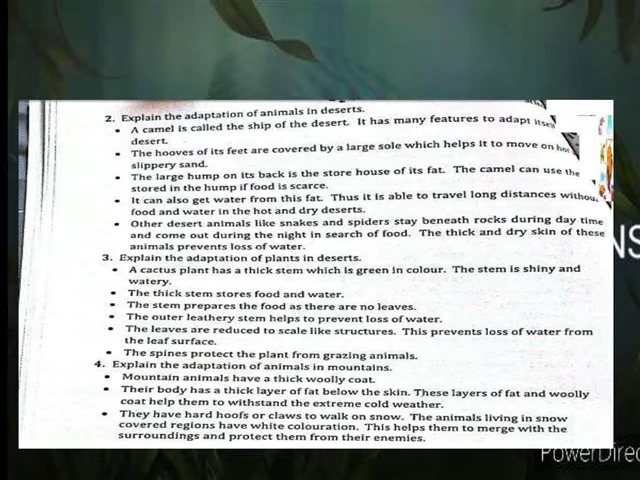 2. Explain the adaptation of animals in deserts.
• A camel is called the ship of the desert. It has many features to adapt itself
desert.
• The hooves of its feet are covered by a large sole which helps it to move on hot
slippery sand.
• The large hump on its back is the store house of its fat. The camel can use the
stored in the hump if food is scarce.
• It can also get water from this fat. Thus it is able to travel long distances without
food and water in the hot and dry deserts.
• Other desert animals like snakes and spiders stay beneath rocks during day time
and come out during the night in search of food. The thick and dry skin of these
animals prevents loss of water.
3. Explain the adaptation of plants in deserts.
• A cactus plant has a thick stem which is green in colour. The stem is shiny and
watery.
• The thick stem stores food and water.
• The stem prepares the food as there are no leaves.
• The outer leathery stem helps to prevent loss of water.
• The leaves are reduced to scale like structures. This prevents loss of water from
the leaf surface.
• The spines protect the plant from grazing animals.
4. Explain the adaptation of animals in mountains.
• Mountain animals have a thick woolly coat.
• Their body has a thick layer of fat below the skin. These layers of fat and woolly
coat help them to withstand the extreme cold weather.
• They have hard hoofs or claws to walk on snow. The animals living in snow
covered regions have white colouration. This helps them to merge with the
surroundings and protect them from their enemies.
NS
PowerDirec